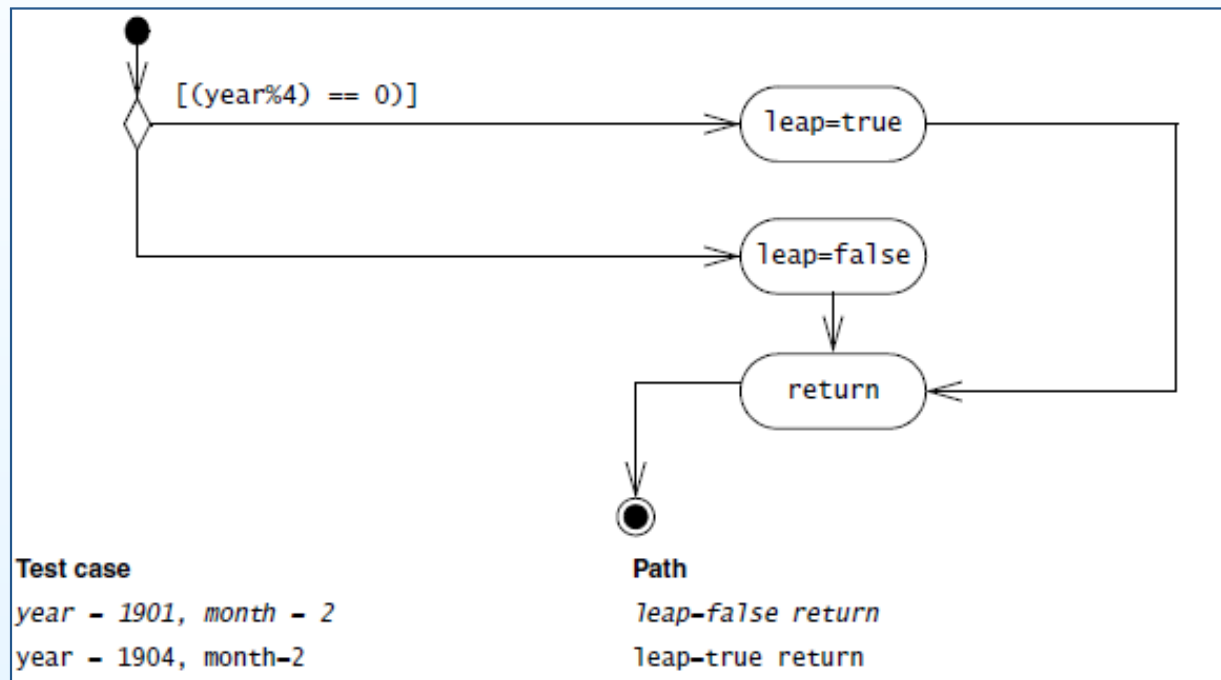 [(year%4) == 0)]
leap=true
leap=false
return
Test case Path
year = 1901, month = 2 leap=false return
year = 1904, month=2 leap=true return